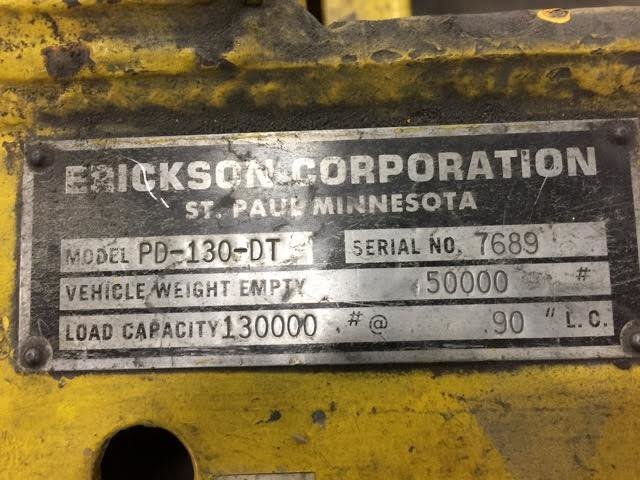 ERICKSON CORPORATION
ST. PAUL MINNESOTA
MODEL PD-130-DT SERIAL NO. 7689
VEHICLE WEIGHT EMPTY 50000 #
LOAD CAPACITY 130000 # @ 90 " L.C.